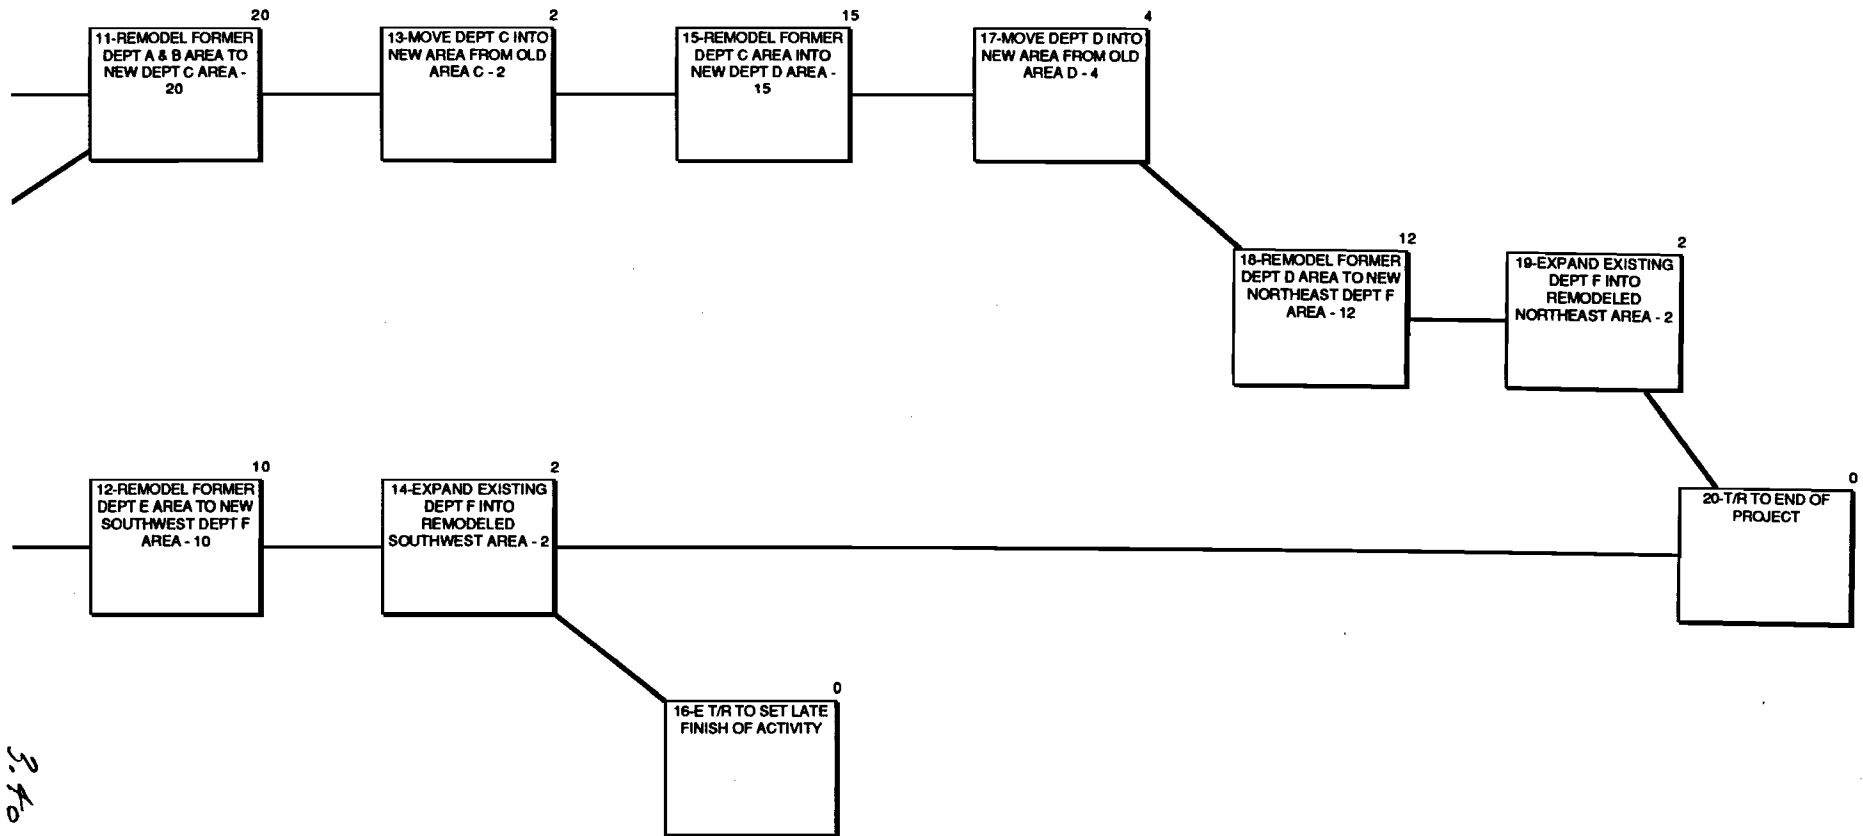 20
11-REMODEL FORMER
DEPT A & B AREA TO
NEW DEPT C AREA -
20
2
13-MOVE DEPT C INTO
NEW AREA FROM OLD
AREA C - 2
15
15-REMODEL FORMER
DEPT C AREA INTO
NEW DEPT D AREA -
15
4
17-MOVE DEPT D INTO
NEW AREA FROM OLD
AREA D - 4
12
18-REMODEL FORMER
DEPT D AREA TO NEW
NORTHEAST DEPT F
AREA - 12
2
19-EXPAND EXISTING
DEPT F INTO
REMODELED
NORTHEAST AREA - 2
10
12-REMODEL FORMER
DEPT E AREA TO NEW
SOUTHWEST DEPT F
AREA - 10
2
14-EXPAND EXISTING
DEPT F INTO
REMODELED
SOUTHWEST AREA - 2
0
20-T/R TO END OF
PROJECT
0
16-E T/R TO SET LATE
FINISH OF ACTIVITY
3.40